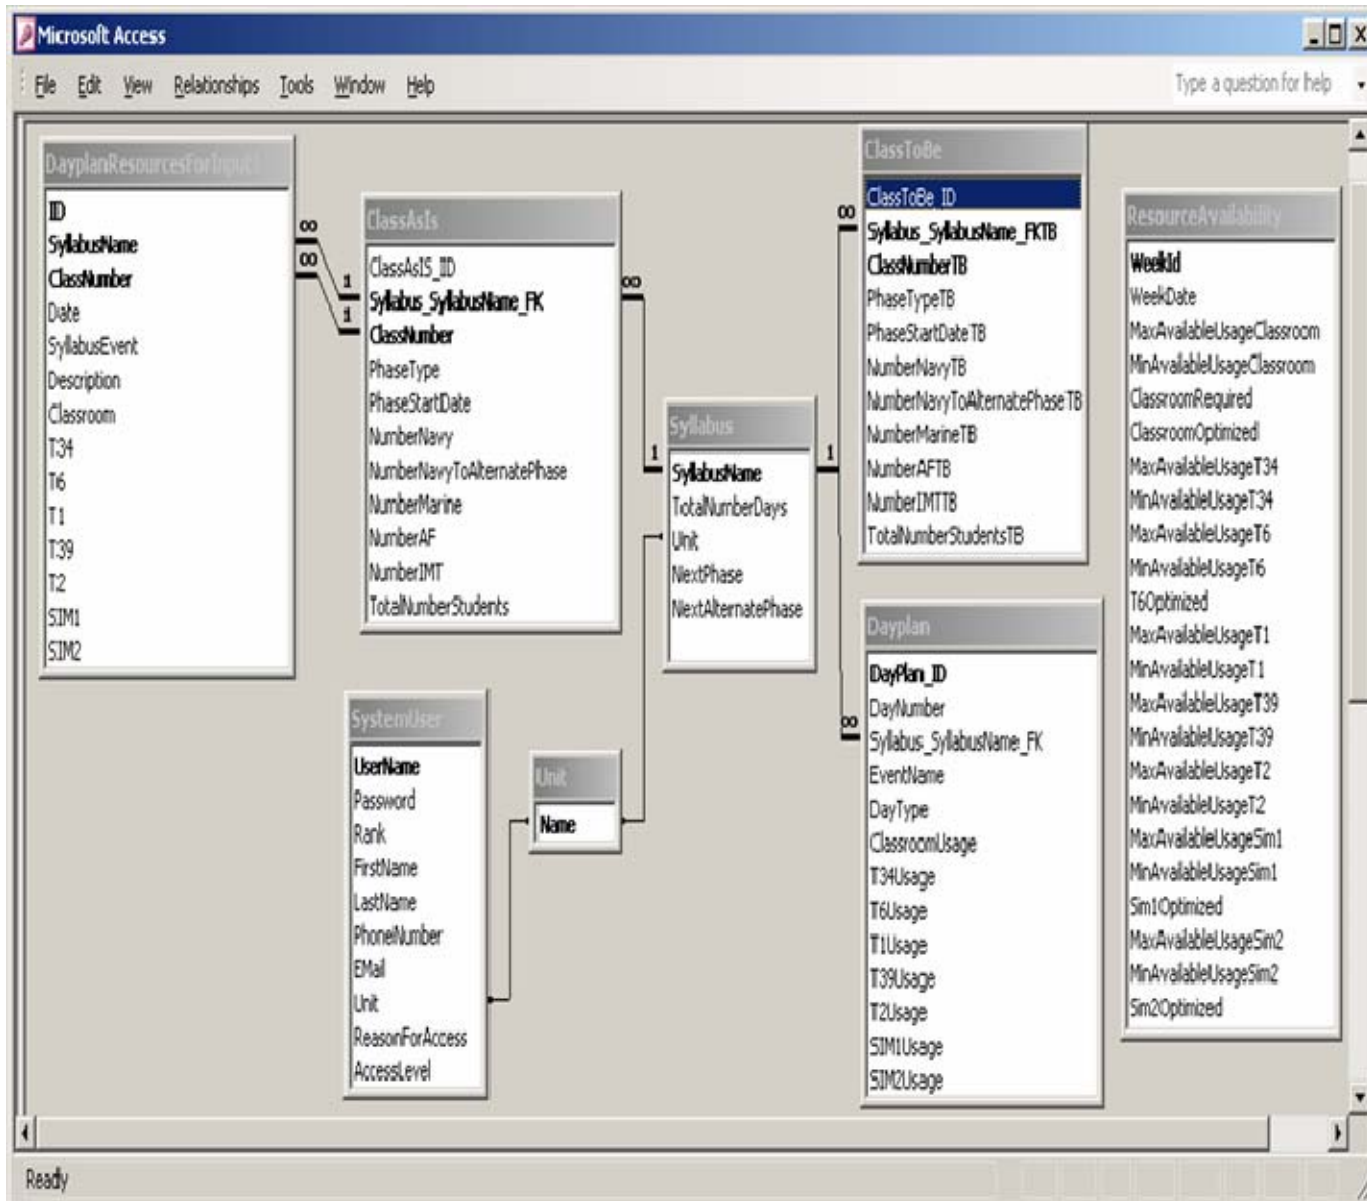 Microsoft Access
File Edit View Relationships Tools Window Help
Type a question for help
DayplanResourcesForInput
ID
SyllabusName
ClassNumber
Date
SyllabusEvent
Description
Classroom
T34
T6
T1
T39
T2
SIM1
SIM2
∞
∞
1
1
ClassAsIs
ClassAsIS_ID
Syllabus_SyllabusName_FK
ClassNumber
PhaseType
PhaseStartDate
NumberNavy
NumberNavyToAlternatePhase
NumberMarine
NumberAF
NumberIMT
TotalNumberStudents
∞
1
SystemUser
UserName
Password
Rank
FirstName
LastName
PhoneNumber
EMail
Unit
ReasonForAccess
AccessLevel
Unit
Name
Syllabus
SyllabusName
TotalNumberDays
Unit
NextPhase
NextAlternatePhase
1
∞
∞
ClassToBe
ClassToBe_ID
Syllabus_SyllabusName_FKTB
ClassNumberTB
PhaseTypeTB
PhaseStartDateTB
NumberNavyTB
NumberNavyToAlternatePhaseTB
NumberMarineTB
NumberAFTB
NumberIMTTB
TotalNumberStudentsTB
Dayplan
DayPlan_ID
DayNumber
Syllabus_SyllabusName_FK
EventName
DayType
ClassroomUsage
T34Usage
T6Usage
T1Usage
T39Usage
T2Usage
SIM1Usage
SIM2Usage
ResourceAvailability
WeekId
WeekDate
MaxAvailableUsageClassroom
MinAvailableUsageClassroom
ClassroomRequired
ClassroomOptimized
MaxAvailableUsageT34
MinAvailableUsageT34
MaxAvailableUsageT6
MinAvailableUsageT6
T6Optimized
MaxAvailableUsageT1
MinAvailableUsageT1
MaxAvailableUsageT39
MinAvailableUsageT39
MaxAvailableUsageT2
MinAvailableUsageT2
MaxAvailableUsageSim1
MinAvailableUsageSim1
Sim1Optimized
MaxAvailableUsageSim2
MinAvailableUsageSim2
Sim2Optimized
Ready